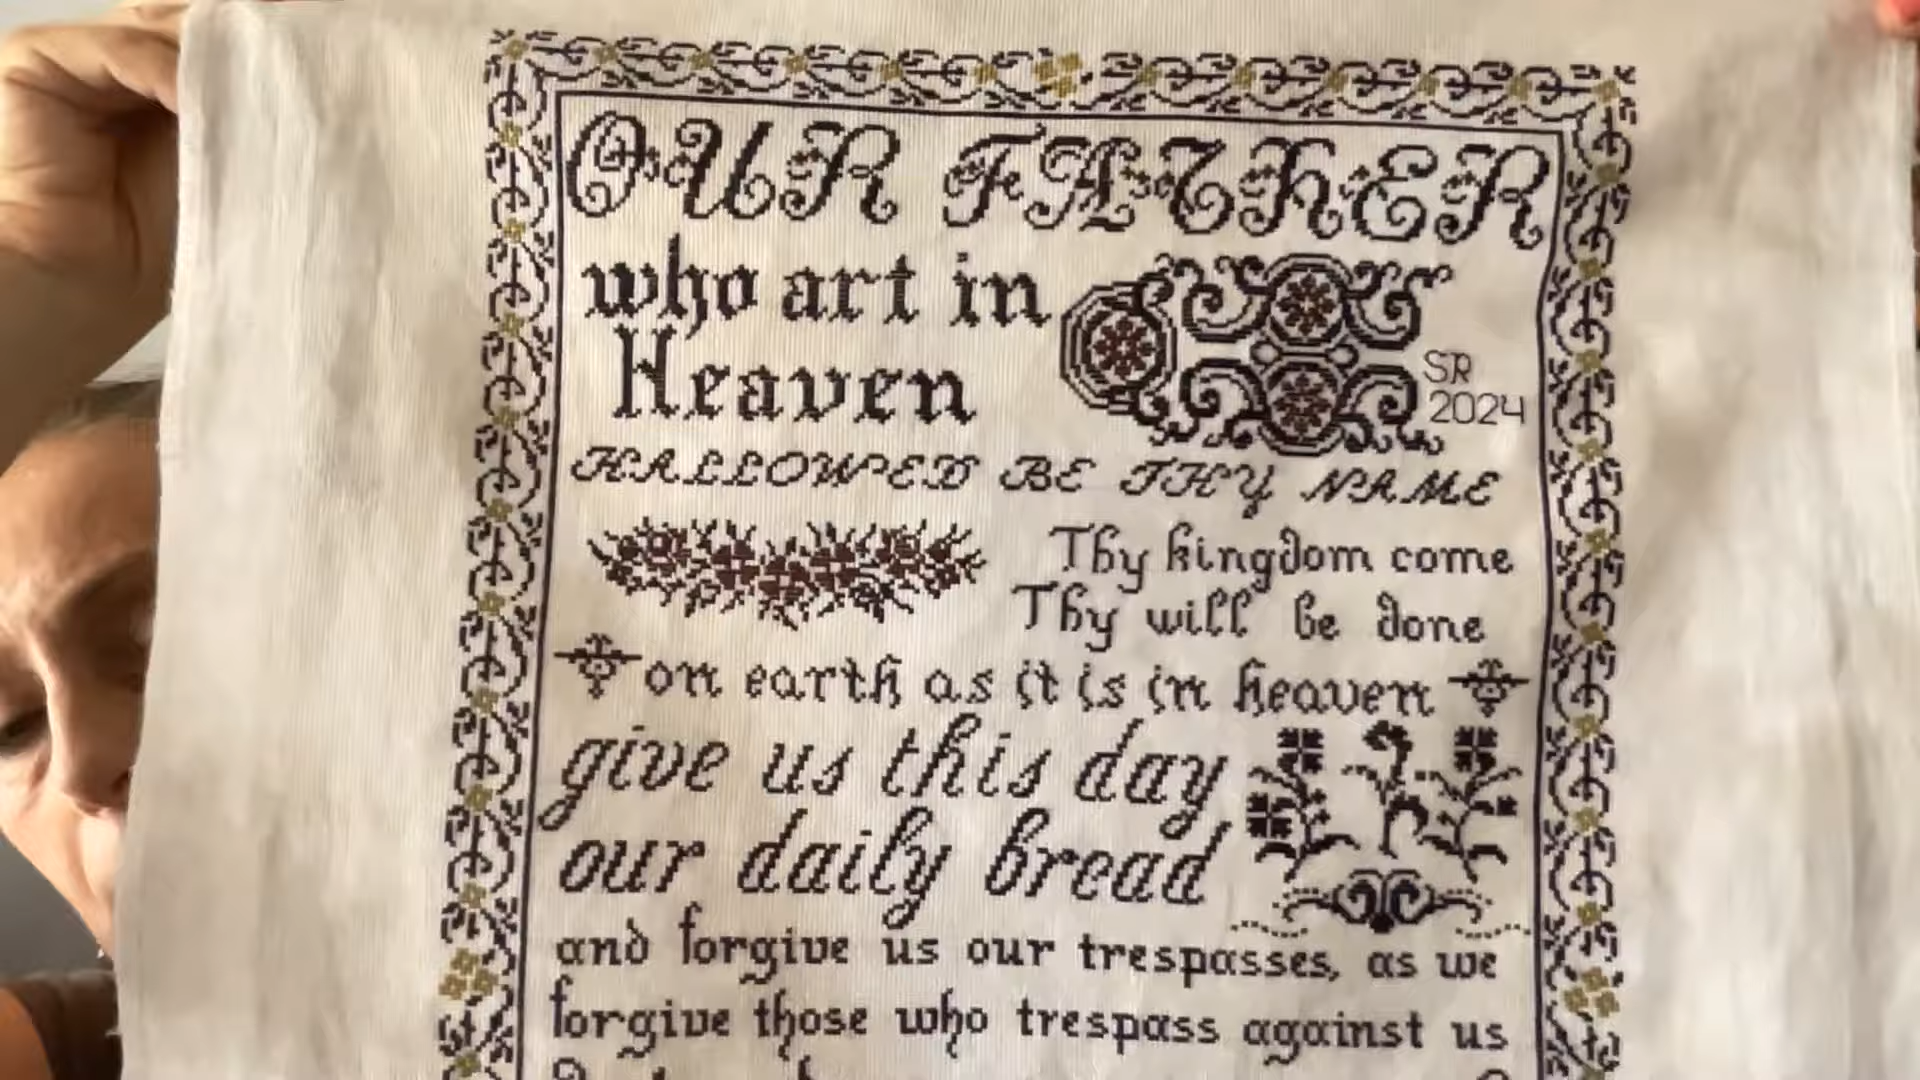 OUR FATHER
who art in
Heaven
SR
2024
HALLOWED BE THY NAME
Thy kingdom come
Thy will be done
on earth as it is in heaven
give us this day
our daily bread
and forgive us our trespasses, as we
forgive those who trespass against us